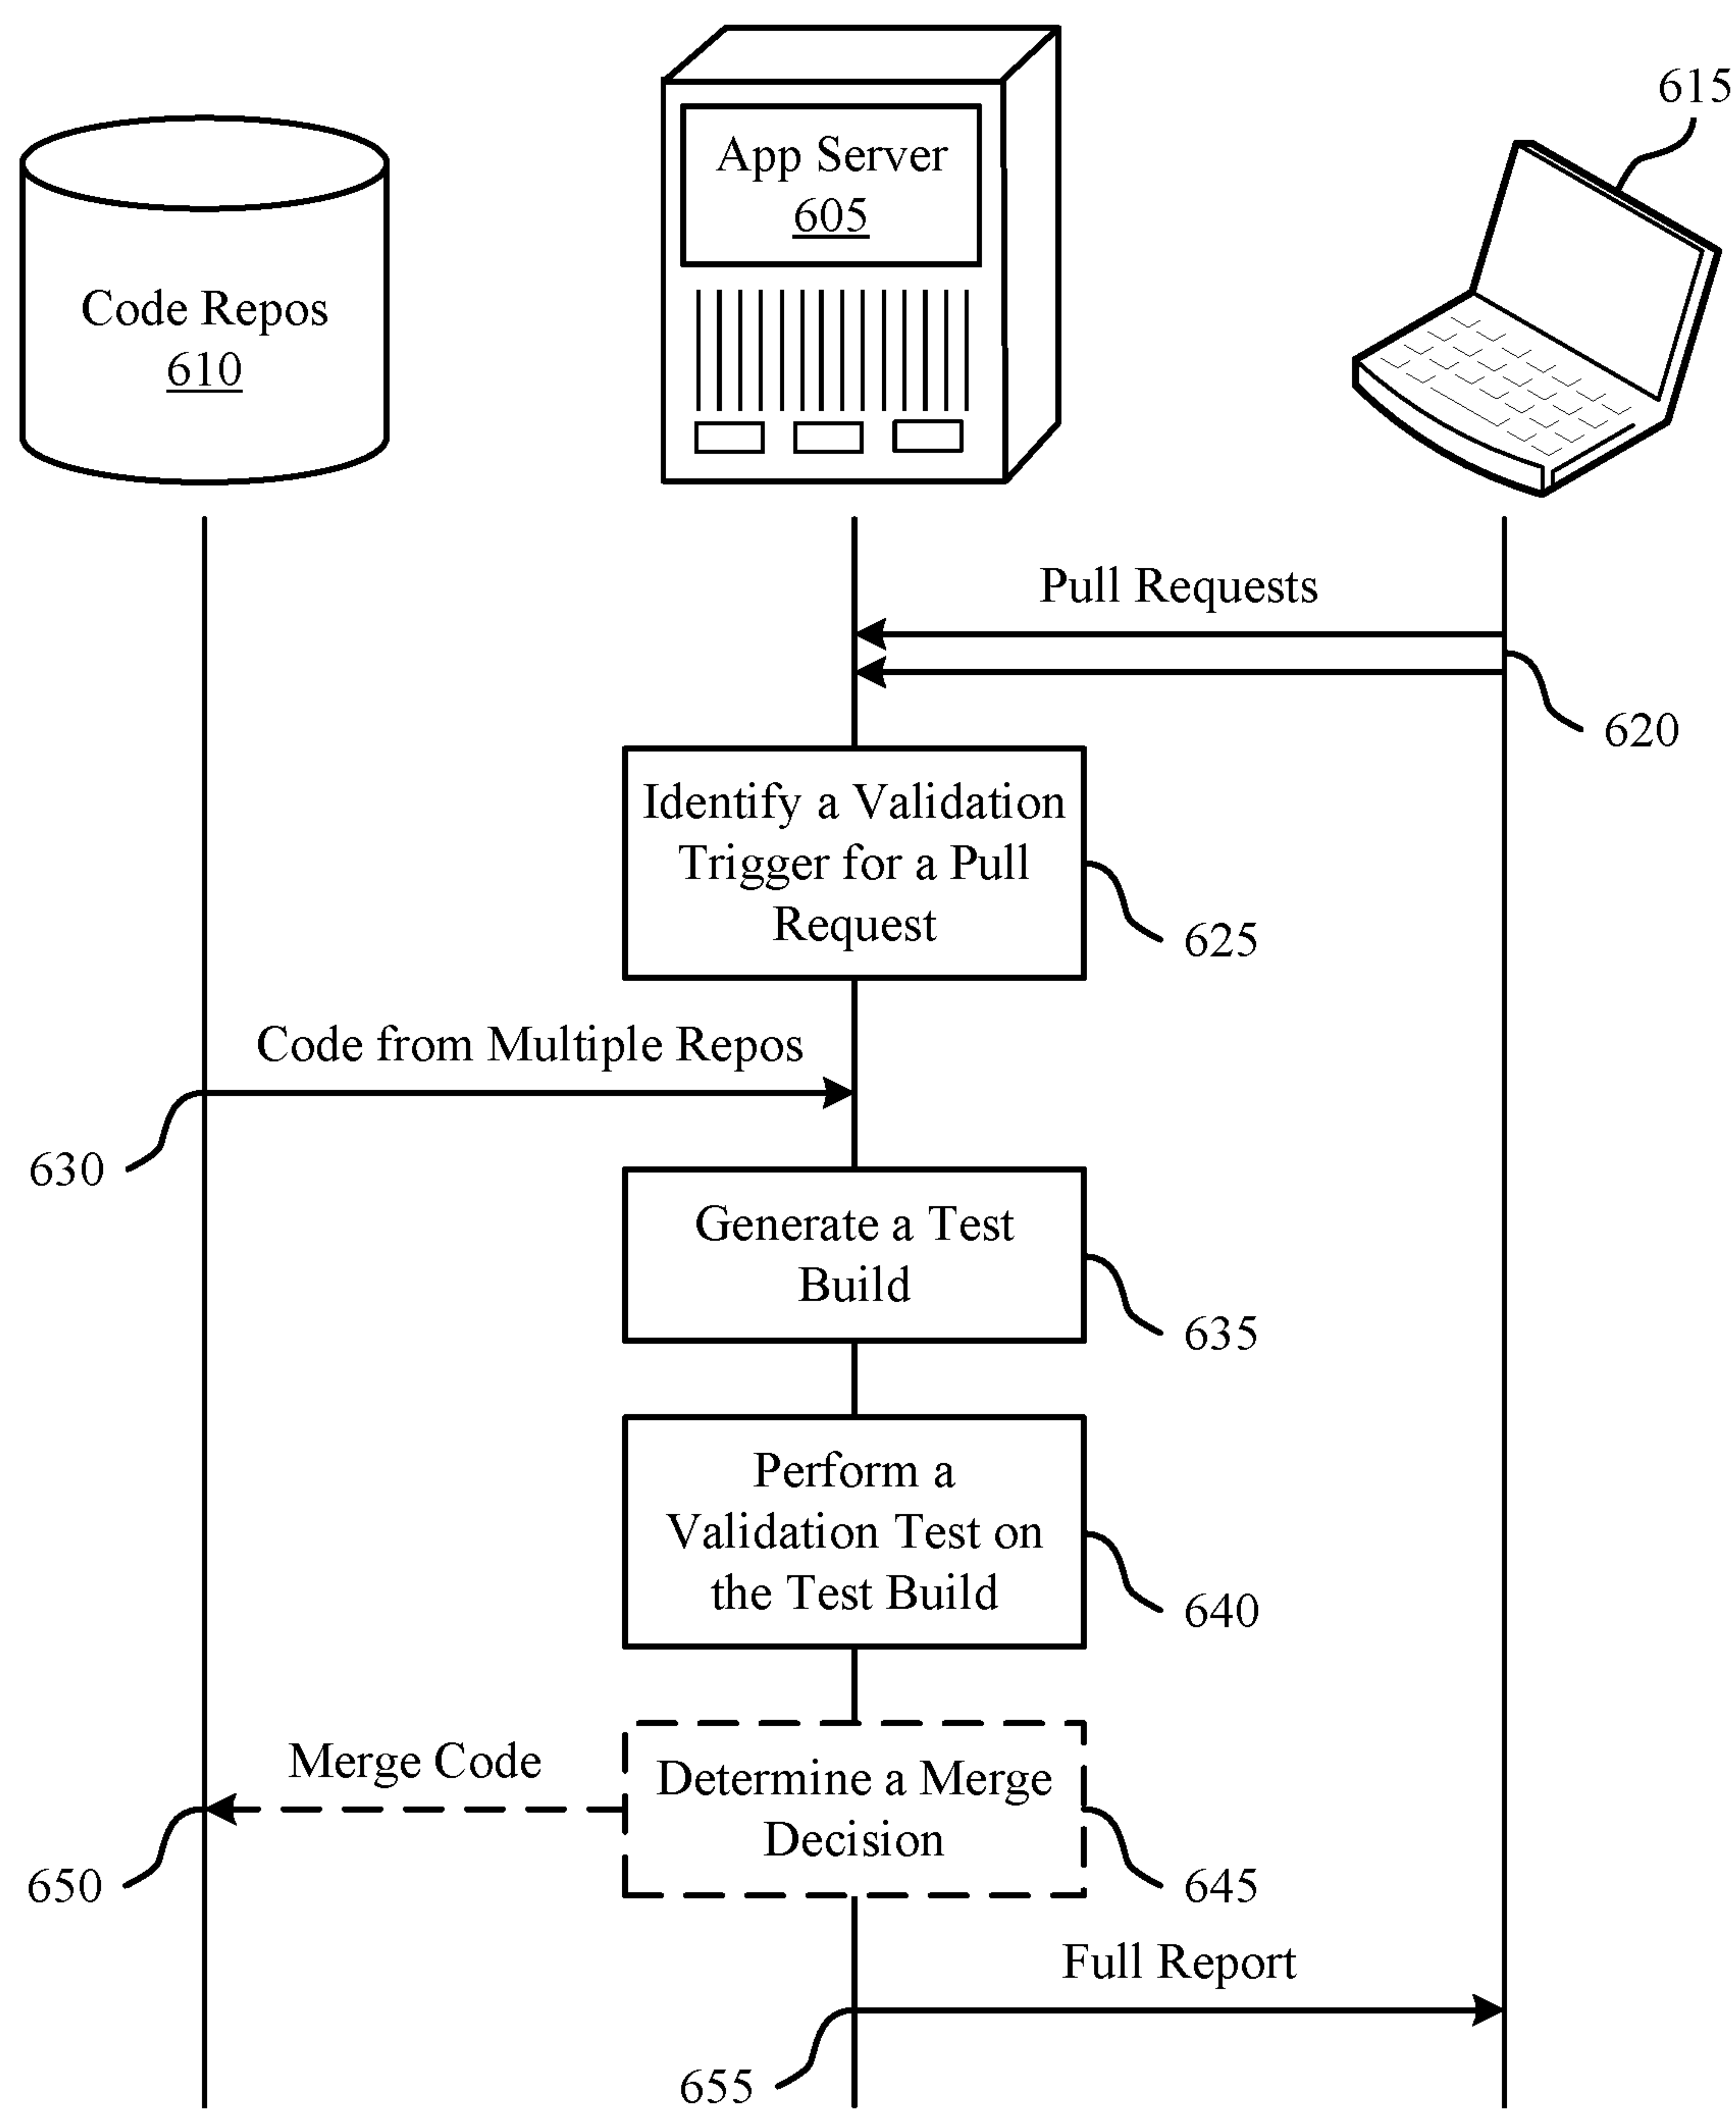 615
App Server
605
Code Repos
610
Pull Requests
620
Identify a Validation
Trigger for a Pull
Request
625
Code from Multiple Repos
630
Generate a Test
Build
635
Perform a
Validation Test on
the Test Build
640
Merge Code
650
Determine a Merge
Decision
645
Full Report
655